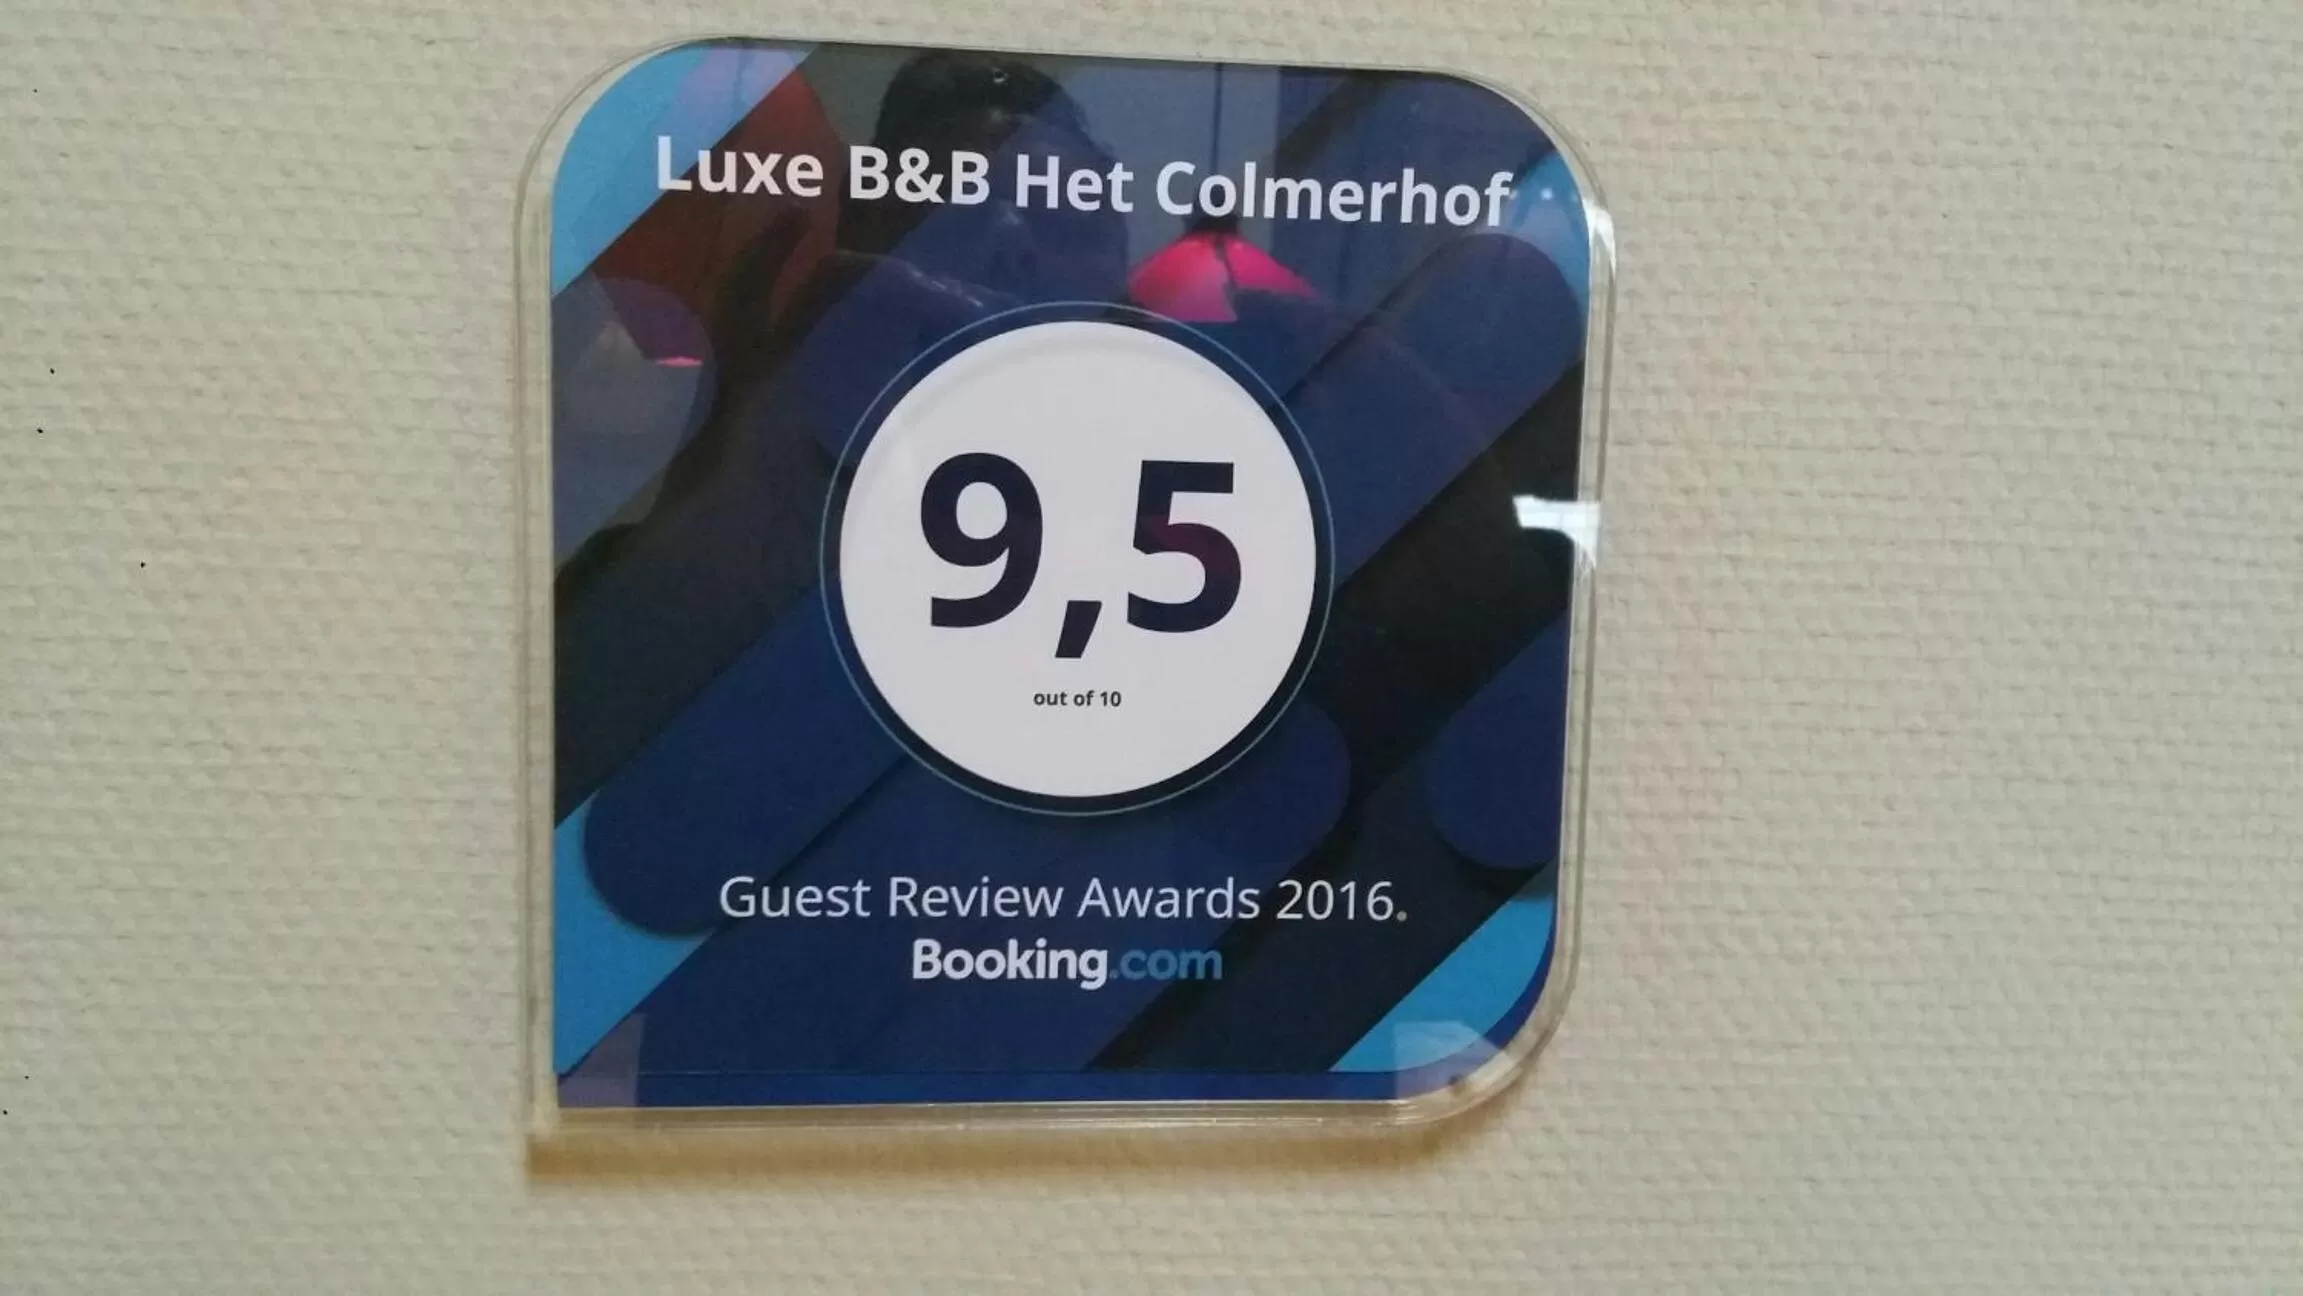 Luxe B&B Het Colmerhof
9,5
out of 10
Guest Review Awards 2016.
Booking.com